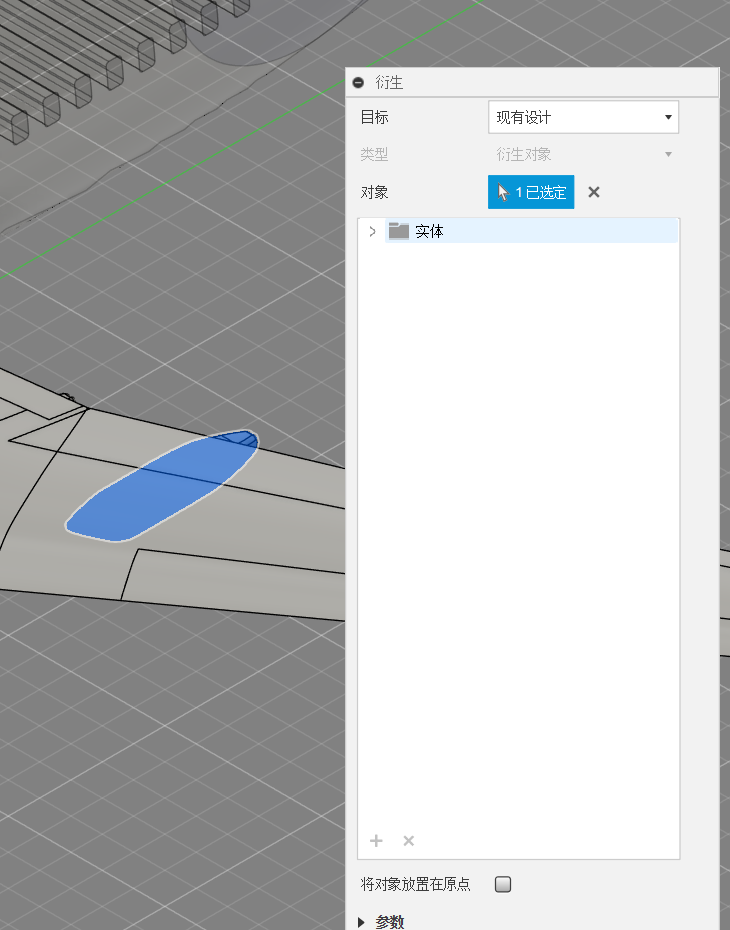 衍生
目标 现有设计
类型 衍生对象
对象 1 已选定
实体
将对象放置在原点
参数